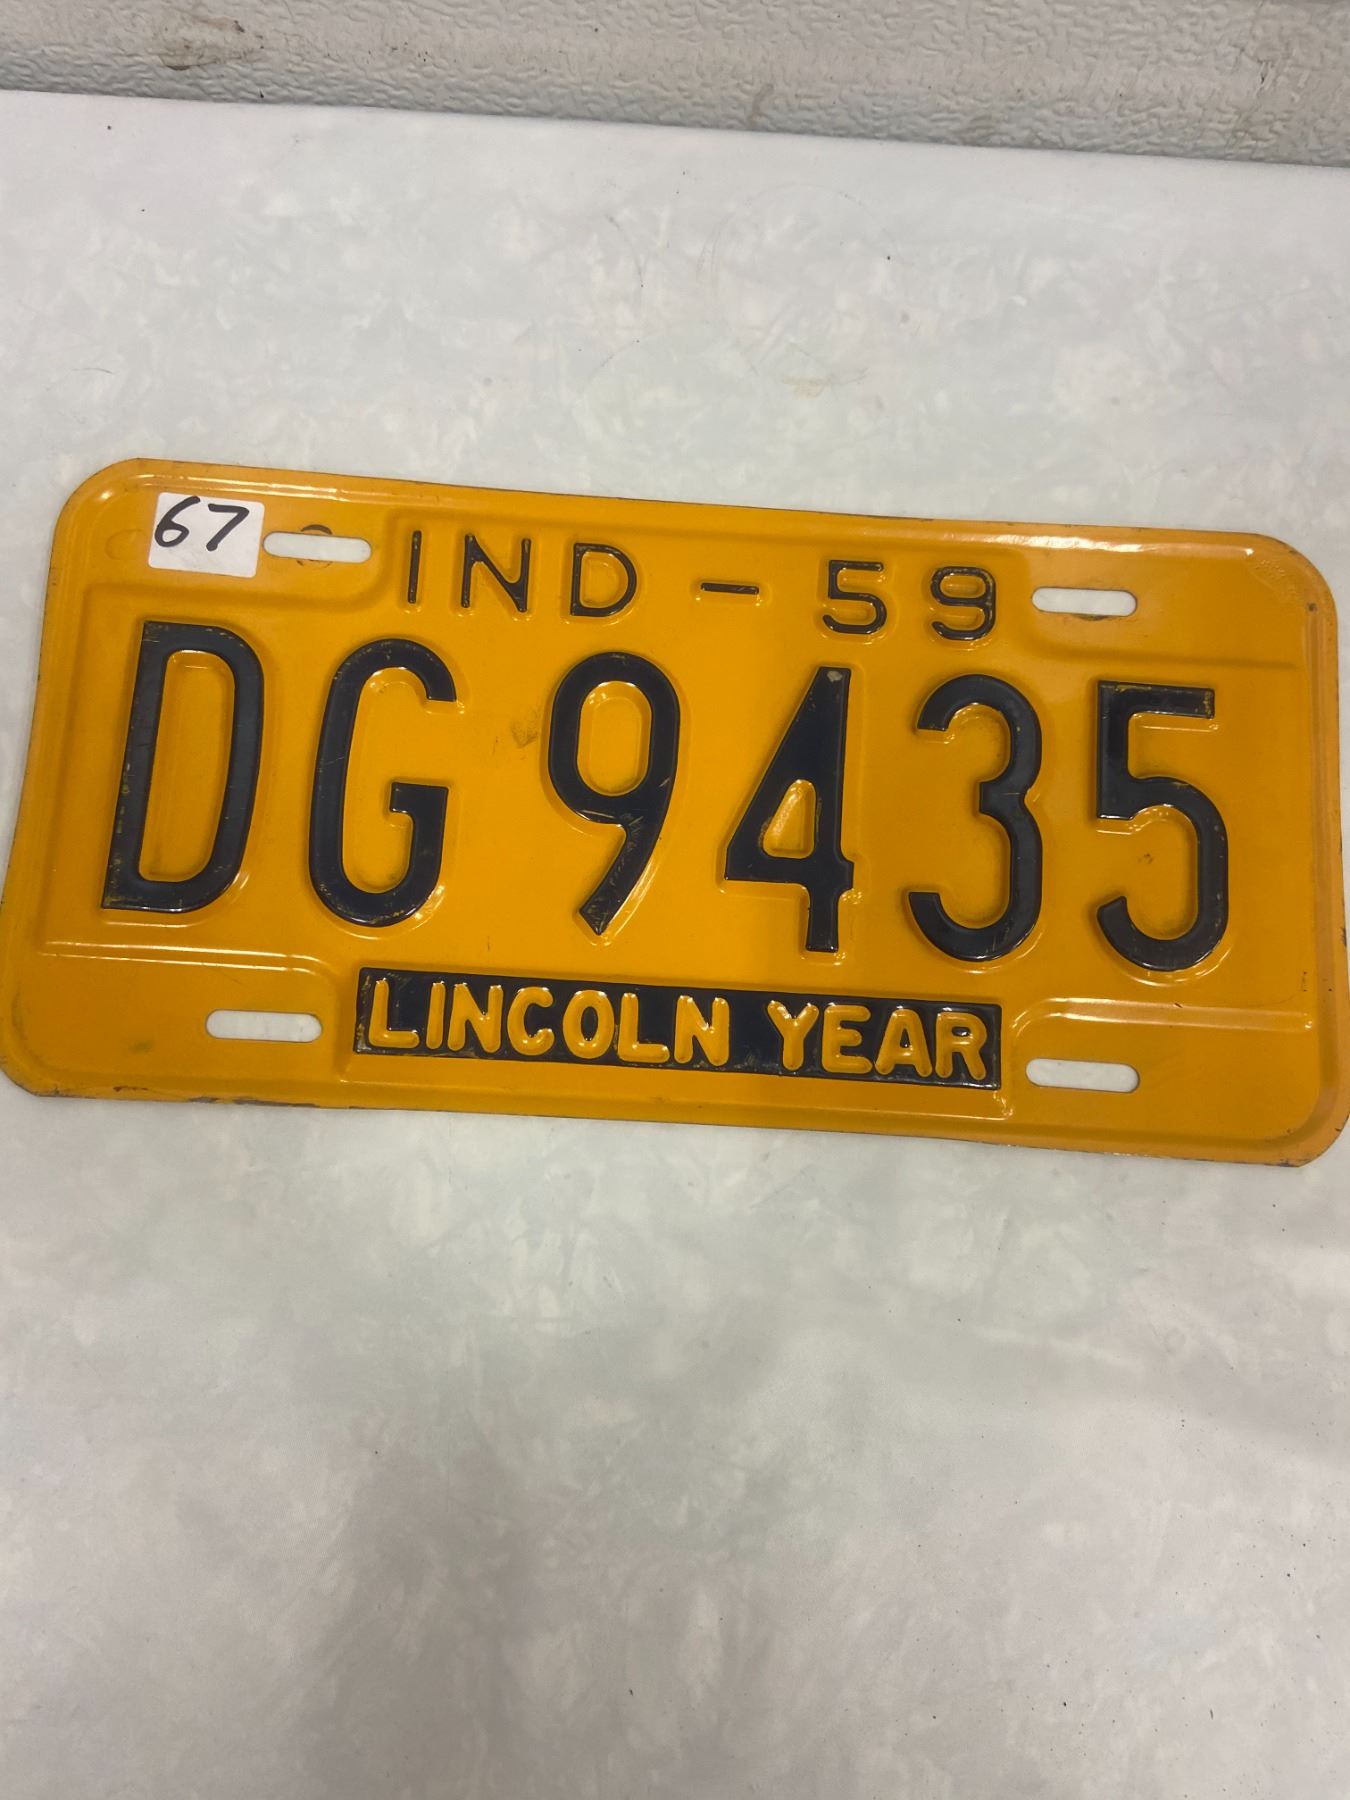 67
IND - 59
DG 9435
LINCOLN YEAR